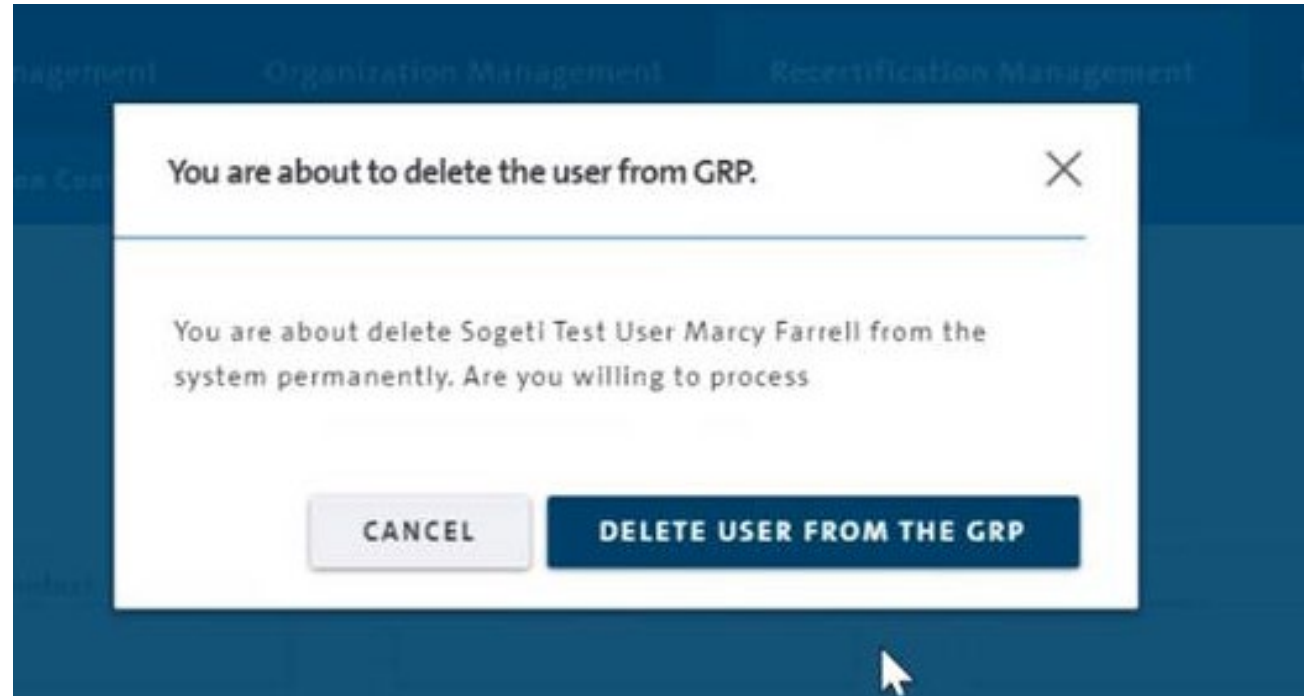 nagement Organization Management Recertification Management
You are about to delete the user from GRP.
You are about delete Sogeti Test User Marcy Farrell from the
system permanently. Are you willing to process
CANCEL DELETE USER FROM THE GRP